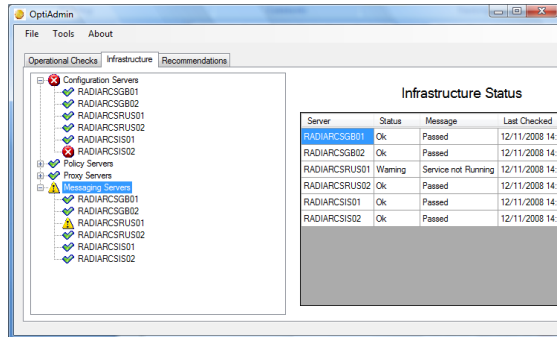 OptiAdmin
File Tools About
Operational Checks Infrastructure Recommendations
Configuration Servers
RADIARCSGB01
RADIARCSGB02
RADIARCSRUS01
RADIARCSRUS02
RADIARCSIS01
RADIARCSIS02
Policy Servers
Proxy Servers
Messaging Servers
RADIARCSGB01
RADIARCSGB02
RADIARCSRUS01
RADIARCSRUS02
RADIARCSIS01
RADIARCSIS02
Infrastructure Status
Server Status Message Last Checked
RADIARCSGB01 Ok Passed 12/11/2008 14:
RADIARCSGB02 Ok Passed 12/11/2008 14:
RADIARCSRUS01 Warning Service not Running 12/11/2008 14:
RADIARCSRUS02 Ok Passed 12/11/2008 14:
RADIARCSIS01 Ok Passed 12/11/2008 14:
RADIARCSIS02 Ok Passed 12/11/2008 14: